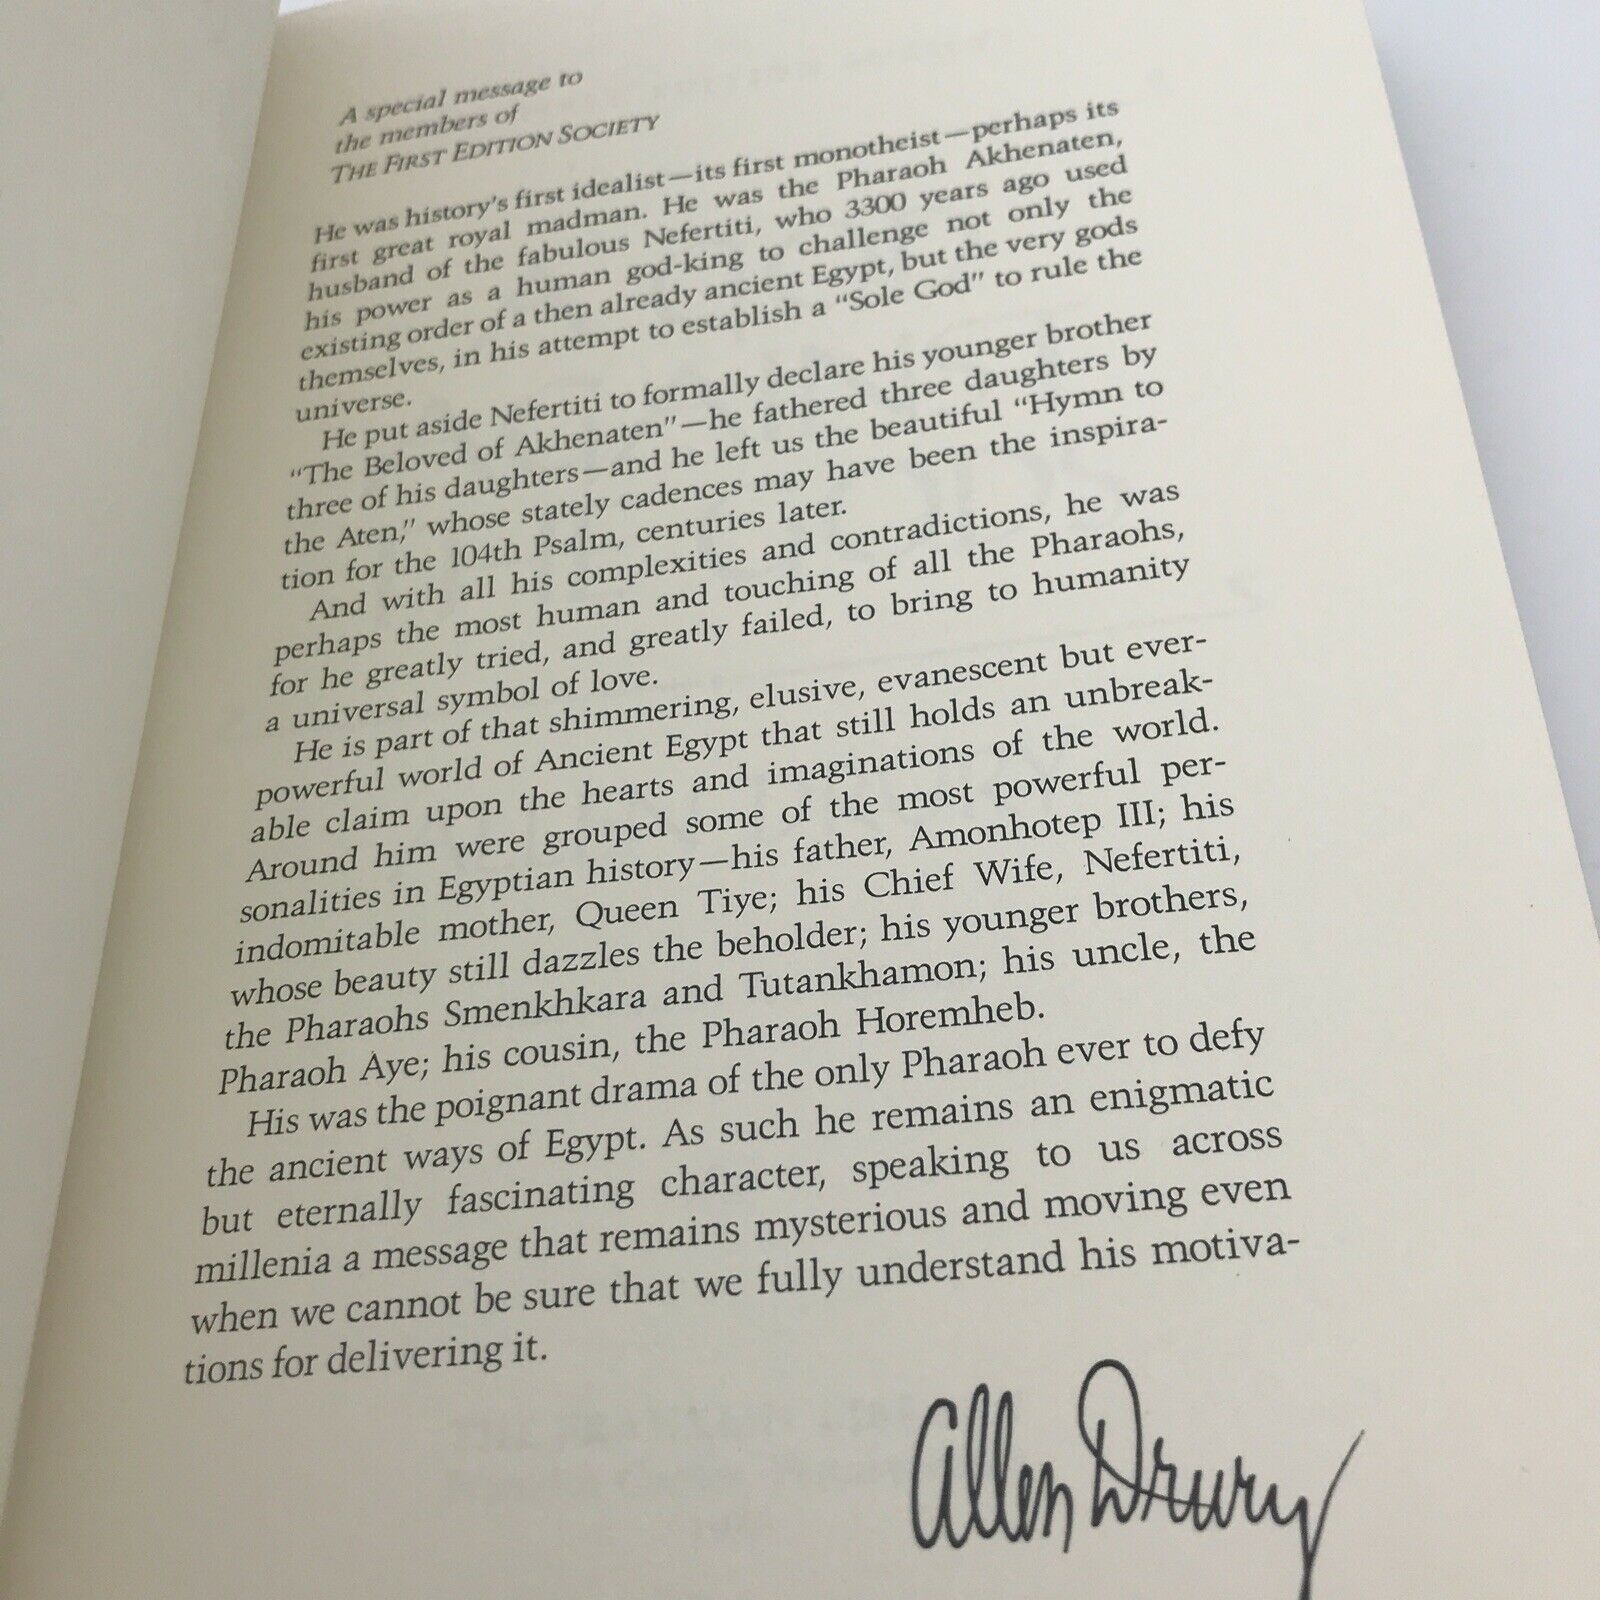 A special message to
the members of
THE FIRST EDITION SOCIETY
He was history's first idealist—its first monotheist—perhaps its
first great royal madman. He was the Pharaoh Akhenaten,
husband of the fabulous Nefertiti, who 3300 years ago used
his power as a human god-king to challenge not only the
existing order of a then already ancient Egypt, but the very gods
themselves, in his attempt to establish a "Sole God" to rule the
universe.
He put aside Nefertiti to formally declare his younger brother
"The Beloved of Akhenaten"—he fathered three daughters by
three of his daughters—and he left us the beautiful "Hymn to
the Aten," whose stately cadences may have been the inspira-
tion for the 104th Psalm, centuries later.
And with all his complexities and contradictions, he was
perhaps the most human and touching of all the Pharaohs,
for he greatly tried, and greatly failed, to bring to humanity
a universal symbol of love.
He is part of that shimmering, elusive, evanescent but ever-
powerful world of Ancient Egypt that still holds an unbreak-
able claim upon the hearts and imaginations of the world.
Around him were grouped some of the most powerful per-
sonalities in Egyptian history—his father, Amonhotep III; his
indomitable mother, Queen Tiye; his Chief Wife, Nefertiti,
whose beauty still dazzles the beholder; his younger brothers,
the Pharaohs Smenkhkara and Tutankhamon; his uncle, the
Pharaoh Aye; his cousin, the Pharaoh Horemheb.
His was the poignant drama of the only Pharaoh ever to defy
the ancient ways of Egypt. As such he remains an enigmatic
but eternally fascinating character, speaking to us across
millenia a message that remains mysterious and moving even
when we cannot be sure that we fully understand his motiva-
tions for delivering it.
Allen Drury